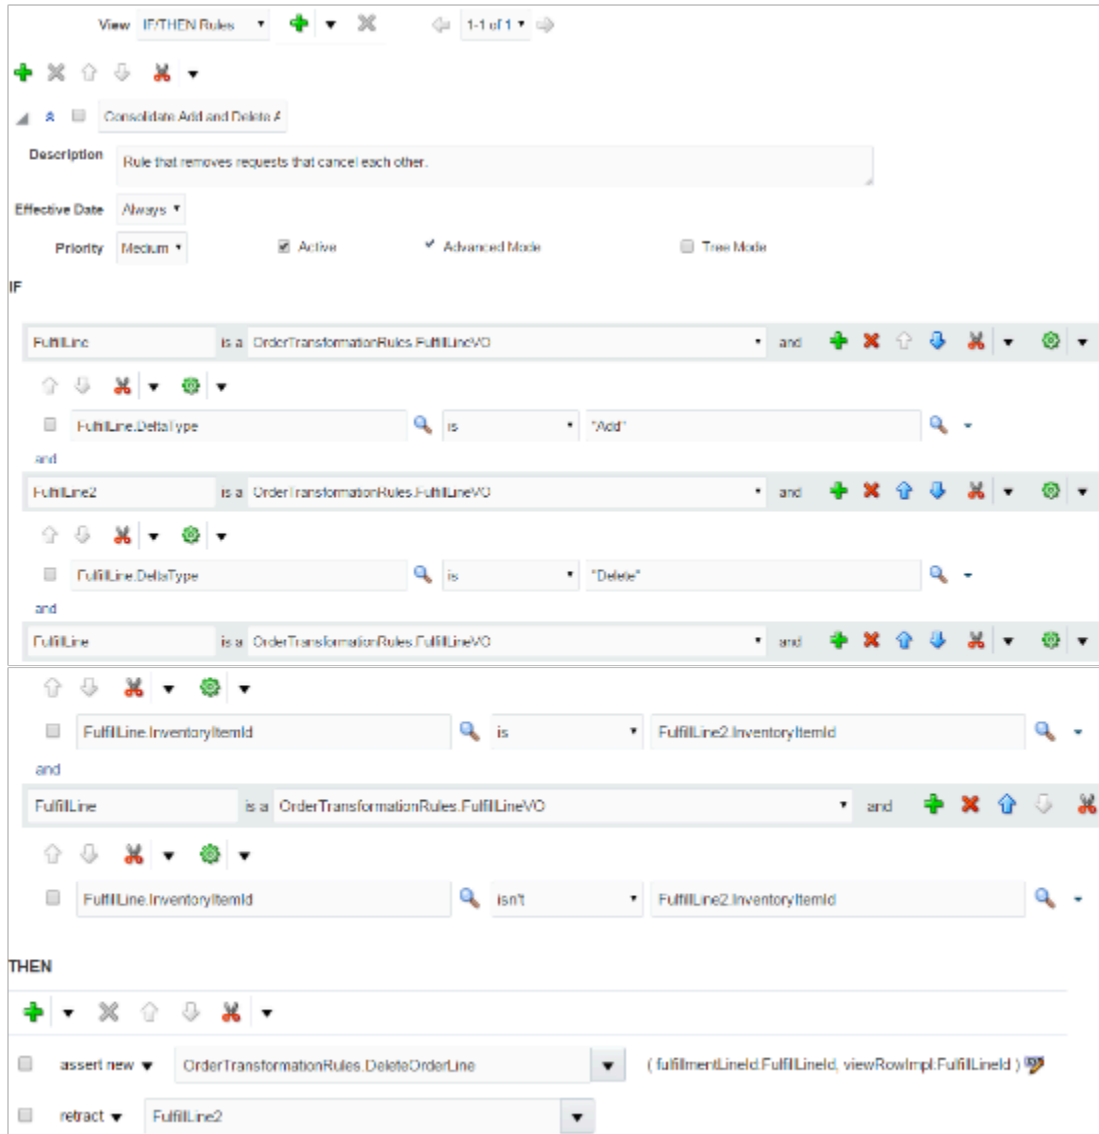 View IF/THEN Rules 1-1 of 1
Consolidate Add and Delete A
Description Rule that removes requests that cancel each other.
Effective Date Always
Priority Medium Active Advanced Mode Tree Mode
IF
FulfillLine is a OrderTransformationRules.FulfillLineVO and
FulfillLine.DeltaType is "Add"
and
FulfillLine2 is a OrderTransformationRules.FulfillLineVO and
FulfillLine.DeltaType is "Delete"
and
FulfillLine is a OrderTransformationRules.FulfillLineVO and
FulfillLine.InventoryItemId is FulfillLine2.InventoryItemId
and
FulfillLine is a OrderTransformationRules.FulfillLineVO and
FulfillLine.InventoryItemId isn't FulfillLine2.InventoryItemId
THEN
assert new OrderTransformationRules.DeleteOrderLine ( fulfillmentLineId:FulfillLineId, viewRowImpl:FulfillLineId )
retract FulfillLine2